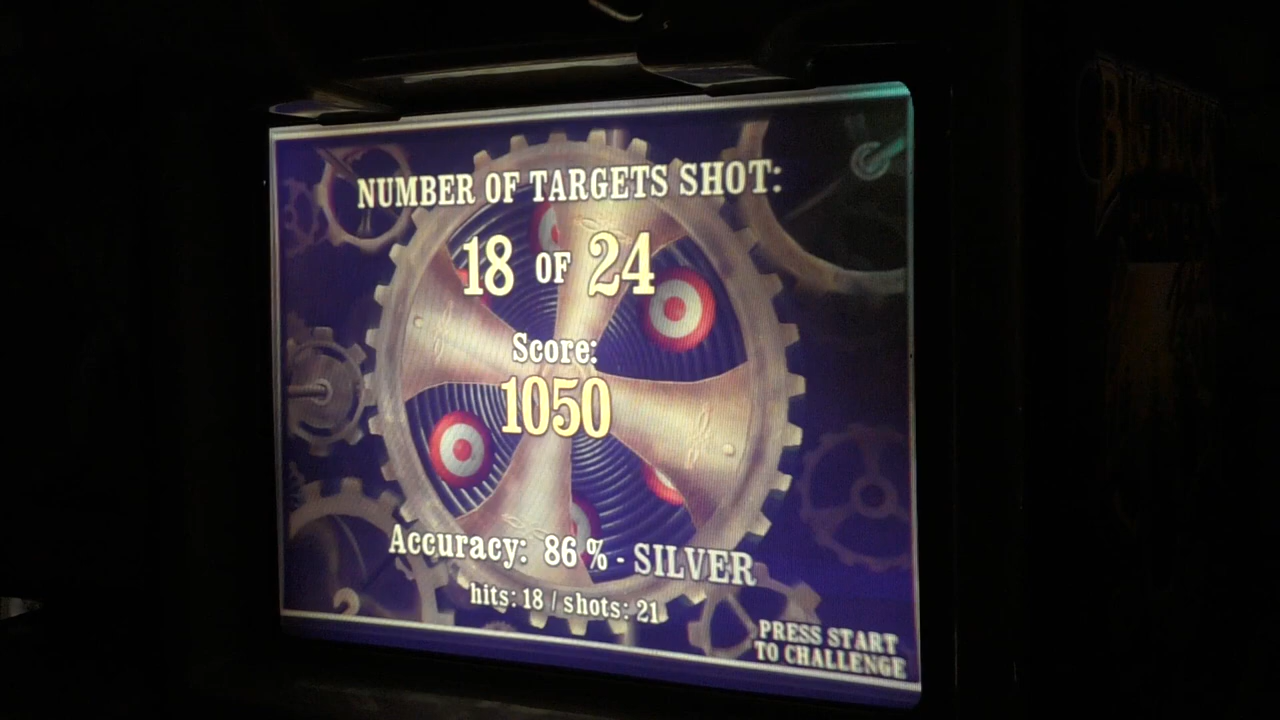 NUMBER OF TARGETS SHOT:
18 OF 24
Score:
1050
Accuracy: 86 % - SILVER
hits: 18 / shots: 21
PRESS START
TO CHALLENGE